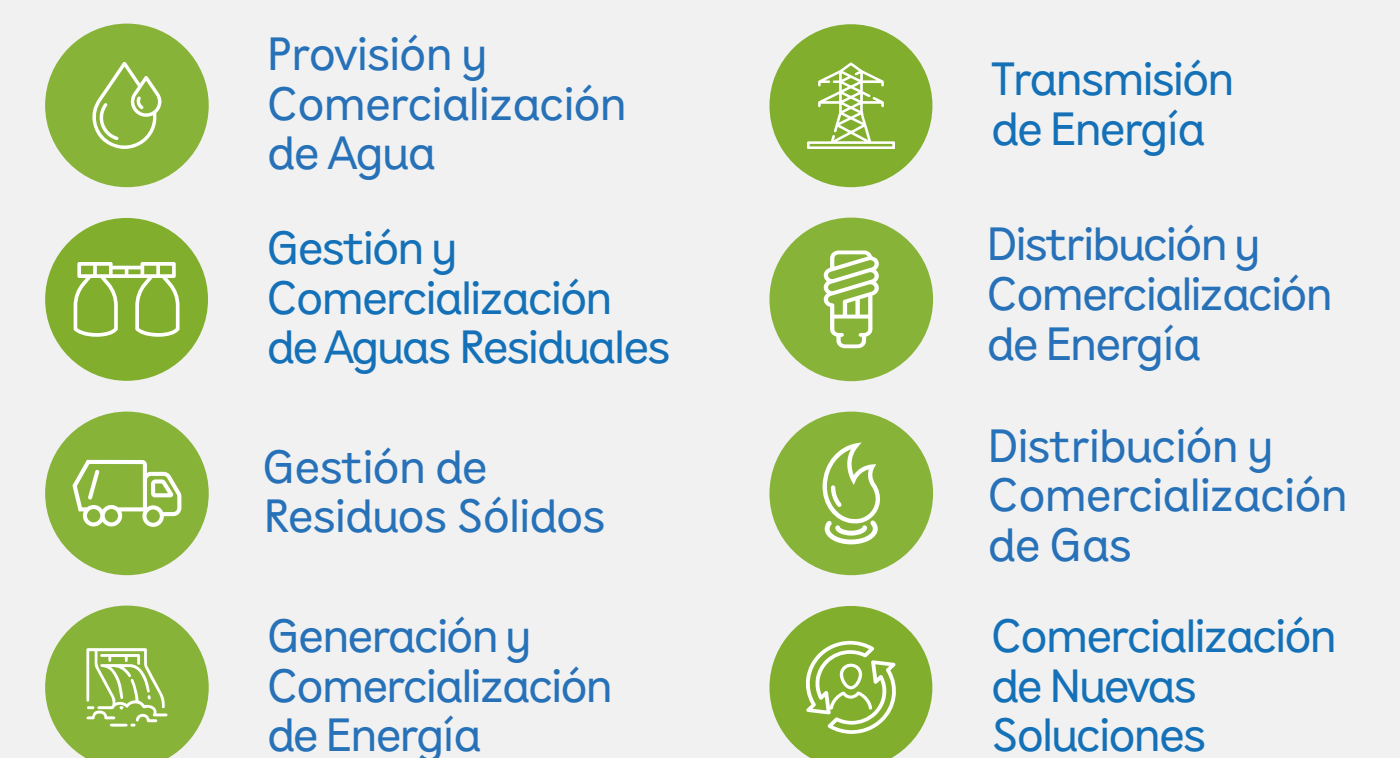 Provisión y
Comercialización
de Agua
Gestión y
Comercialización
de Aguas Residuales
Gestión de
Residuos Sólidos
Generación y
Comercialización
de Energía
Transmisión
de Energía
Distribución y
Comercialización
de Energía
Distribución y
Comercialización
de Gas
Comercialización
de Nuevas
Soluciones